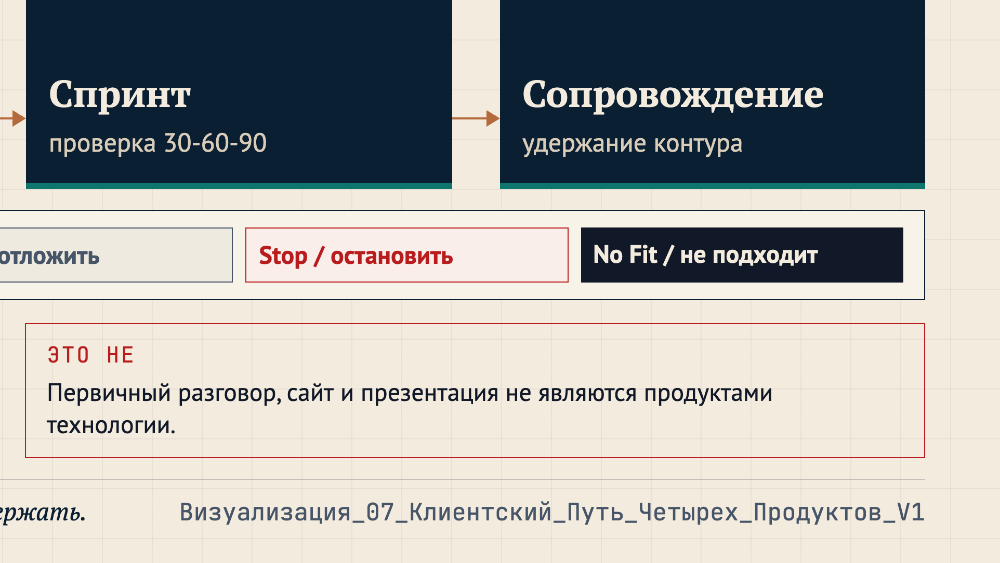 Спринт
проверка 30-60-90
Сопровождение
удержание контура
отложить
Stop / остановить
No Fit / не подходит
ЭТО НЕ
Первичный разговор, сайт и презентация не являются продуктами
технологии.
Визуализация_07_Клиентский_Путь_Четырех_Продуктов_V1